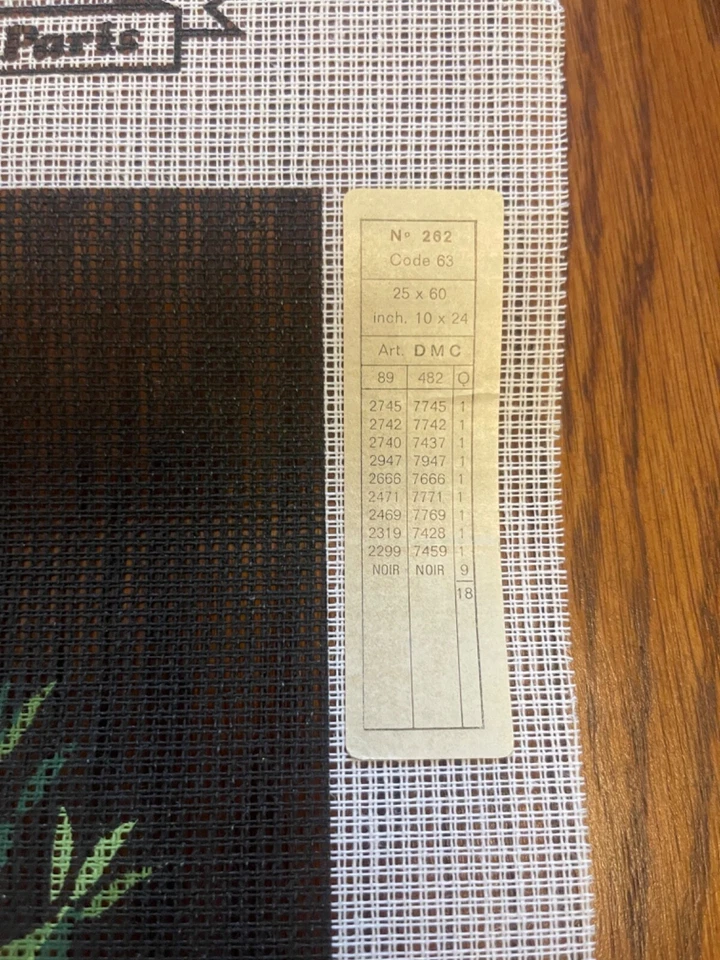 Paris
Nº 262
Code 63
25 x 60
inch. 10 x 24
Art. DMC
89 482 Q
2745 7745 1
2742 7742 1
2740 7437 1
2947 7947 1
2666 7666 1
2471 7771 1
2469 7769 1
2319 7428 1
2299 7459 1
NOIR NOIR 9
18